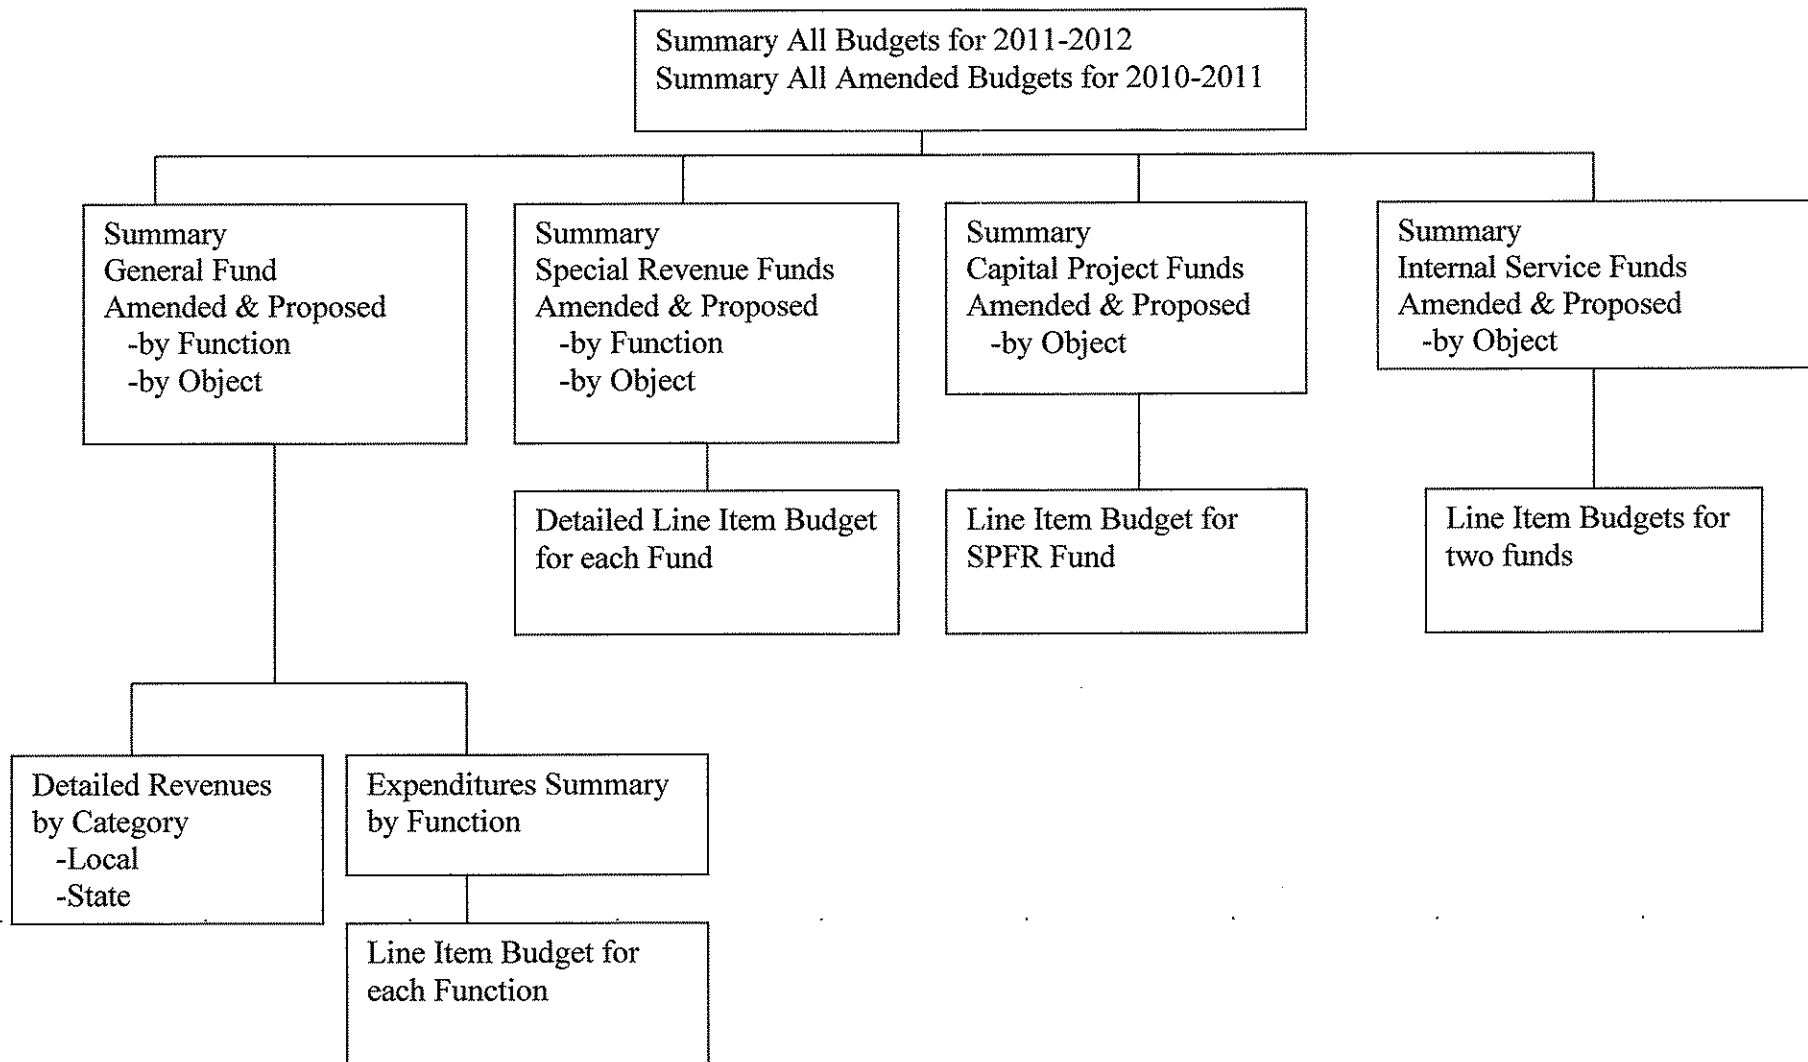 Summary All Budgets for 2011-2012
Summary All Amended Budgets for 2010-2011
Summary
General Fund
Amended & Proposed
-by Function
-by Object
Summary
Special Revenue Funds
Amended & Proposed
-by Function
-by Object
Summary
Capital Project Funds
Amended & Proposed
-by Object
Summary
Internal Service Funds
Amended & Proposed
-by Object
Detailed Line Item Budget
for each Fund
Line Item Budget for
SPFR Fund
Line Item Budgets for
two funds
Detailed Revenues
by Category
-Local
-State
Expenditures Summary
by Function
Line Item Budget for
each Function